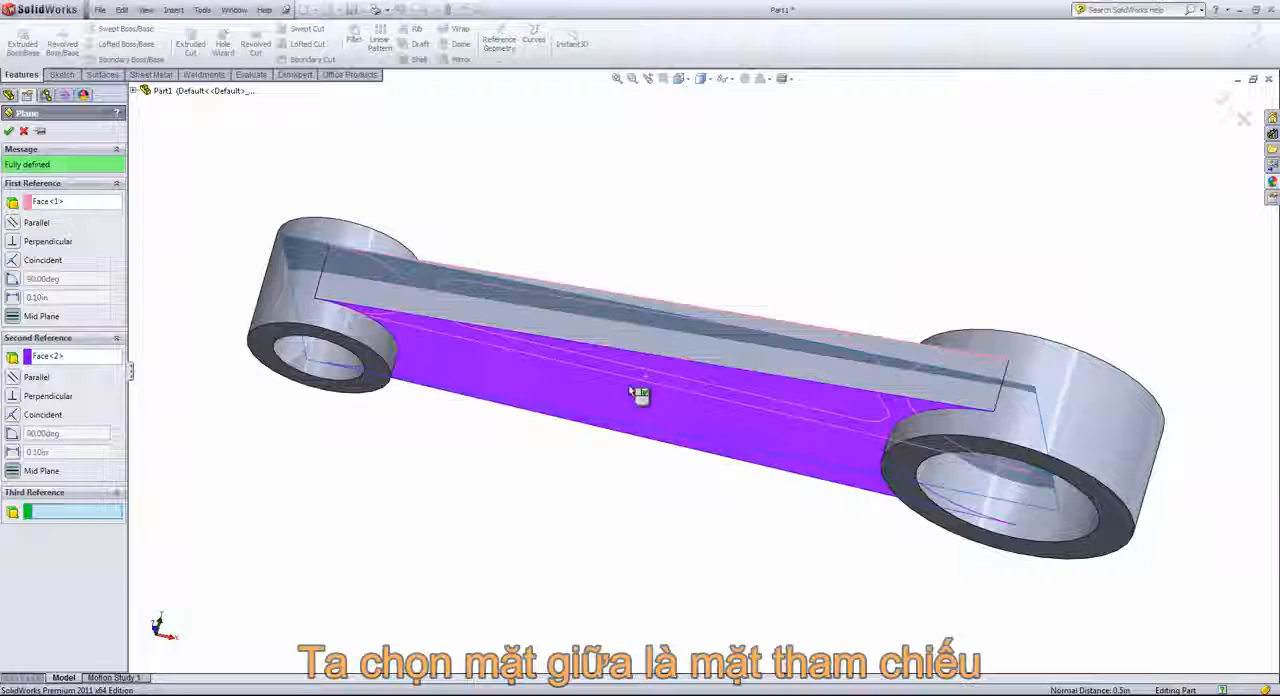 SolidWorks File Edit View Insert Tools Window Help Part1 * Search SolidWorks Help
Extruded Boss/Base
Revolved Boss/Base
Swept Boss/Base
Lofted Boss/Base
Boundary Boss/Base
Extruded Cut
Hole Wizard
Revolved Cut
Swept Cut
Lofted Cut
Boundary Cut
Fillet
Linear Pattern
Rib
Draft
Shell
Wrap
Dome
Mirror
Reference Geometry
Curves
Instant3D
Features Sketch Surfaces Sheet Metal Weldments Evaluate DimXpert Office Products
Part1 (Default<<Default>_...
Plane ?
Message
Fully defined
First Reference
Face<1>
Parallel
Perpendicular
Coincident
90.00deg
0.10in
Mid Plane
Second Reference
Face<2>
Parallel
Perpendicular
Coincident
90.00deg
0.10in
Mid Plane
Third Reference
Ta chọn mặt giữa là mặt tham chiếu
Model Motion Study 1
SolidWorks Premium 2011 x64 Edition Normal Distance: 0.5in Editing Part